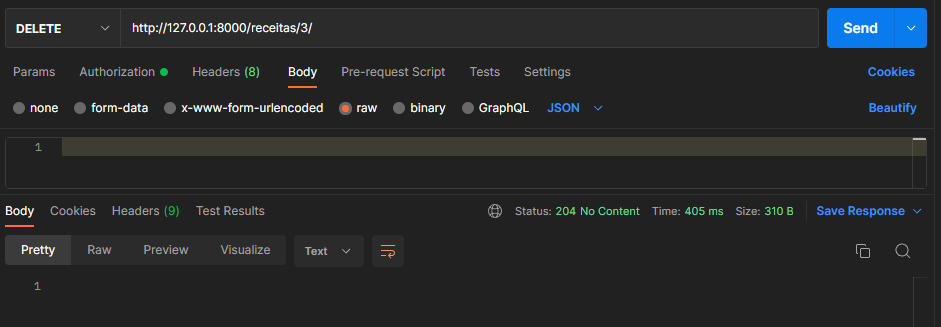 DELETE http://127.0.0.1:8000/receitas/3/ Send
Params Authorization Headers (8) Body Pre-request Script Tests Settings Cookies
none form-data x-www-form-urlencoded raw binary GraphQL JSON Beautify
1
Body Cookies Headers (9) Test Results Status: 204 No Content Time: 405 ms Size: 310 B Save Response
Pretty Raw Preview Visualize Text
1